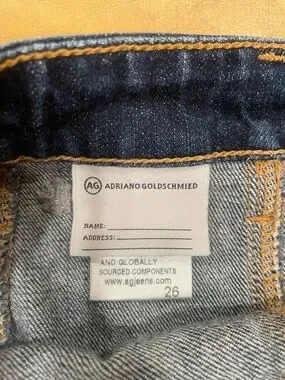 AG ADRIANO GOLDSCHMIED
NAME:
ADDRESS:
AND GLOBALLY
SOURCED COMPONENTS
www.agjeans.com
26